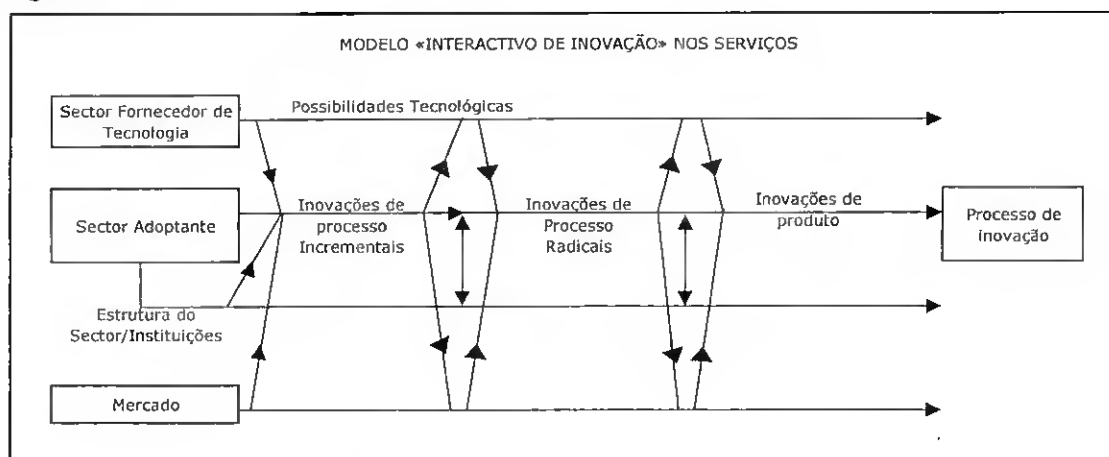 MODELO «INTERACTIVO DE INOVAÇÃO» NOS SERVIÇOS
Sector Fornecedor de
Tecnologia
Possibilidades Tecnológicas
Sector Adoptante
Inovações de
processo
Incrementais
Inovações de
Processo
Radicais
Inovações de
produto
Processo de
inovação
Estrutura do
Sector/Instituições
Mercado